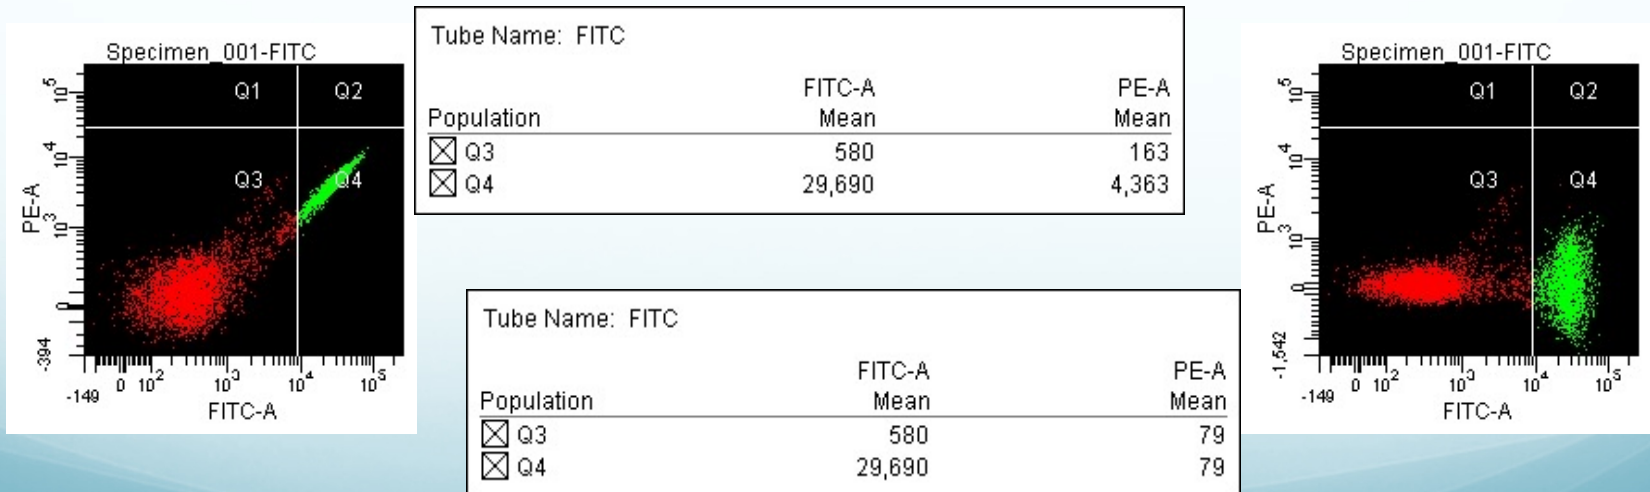 Specimen_001-FITC
Q1 Q2
Q3 Q4
10^5
10^4
10^3
0
-394
PE-A
-149 0 10^2 10^3 10^4 10^5
FITC-A
Tube Name: FITC
FITC-A PE-A
Population Mean Mean
Q3 580 163
Q4 29,690 4,363
Tube Name: FITC
FITC-A PE-A
Population Mean Mean
Q3 580 79
Q4 29,690 79
Specimen_001-FITC
Q1 Q2
Q3 Q4
10^5
10^4
10^3
0
-1,542
PE-A
-149 0 10^2 10^3 10^4 10^5
FITC-A